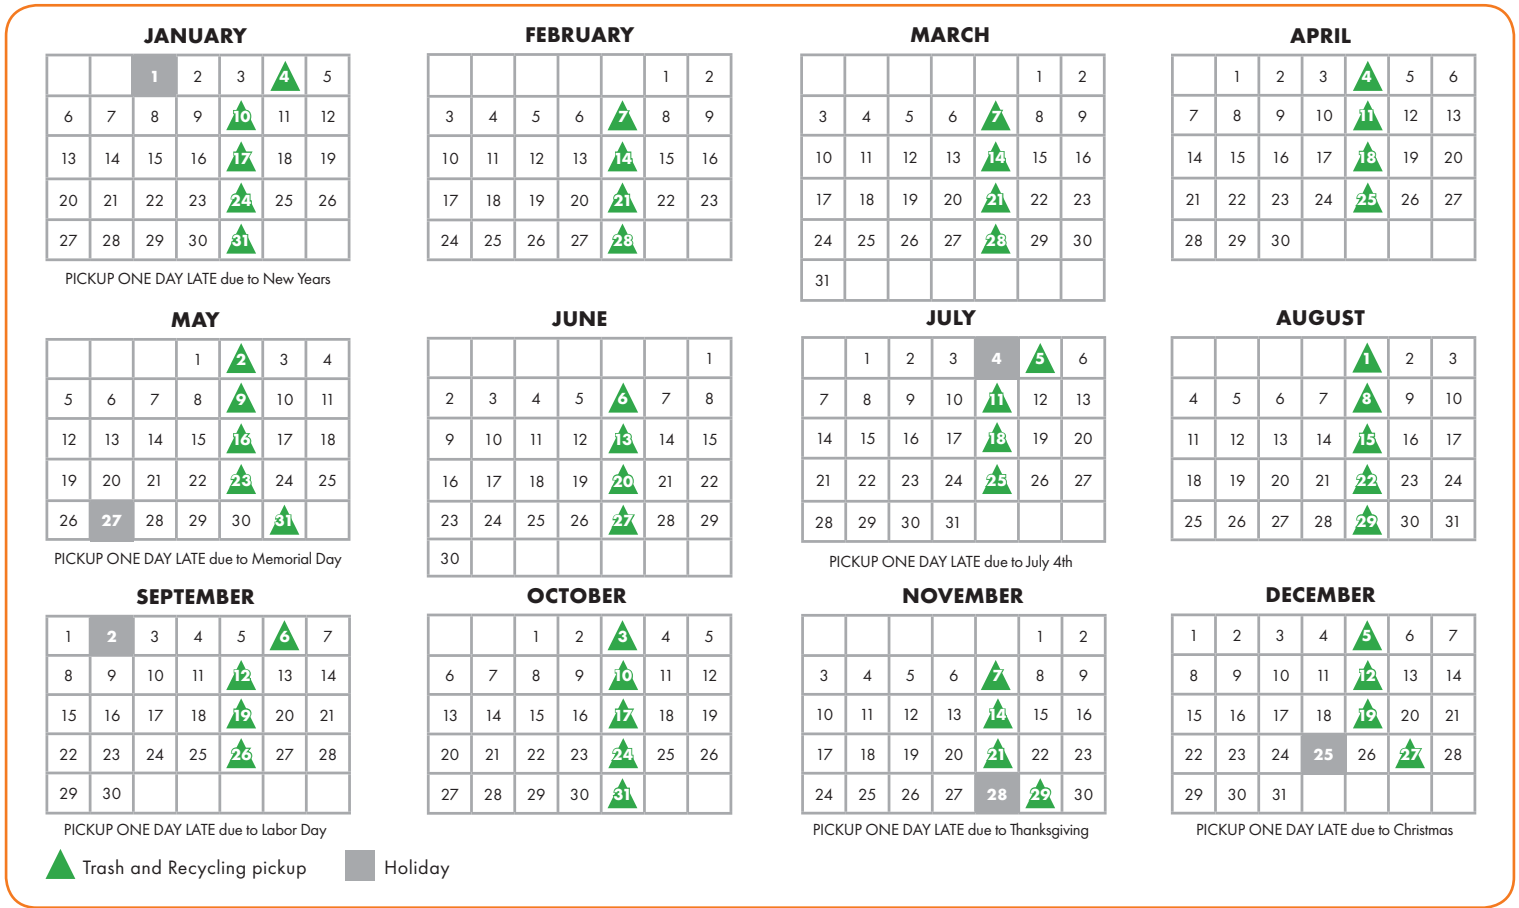 JANUARY
1 2 3 4 5
6 7 8 9 10 11 12
13 14 15 16 17 18 19
20 21 22 23 24 25 26
27 28 29 30 31
PICKUP ONE DAY LATE due to New Years
FEBRUARY
1 2
3 4 5 6 7 8 9
10 11 12 13 14 15 16
17 18 19 20 21 22 23
24 25 26 27 28
MARCH
1 2
3 4 5 6 7 8 9
10 11 12 13 14 15 16
17 18 19 20 21 22 23
24 25 26 27 28 29 30
31
APRIL
1 2 3 4 5 6
7 8 9 10 11 12 13
14 15 16 17 18 19 20
21 22 23 24 25 26 27
28 29 30
MAY
1 2 3 4
5 6 7 8 9 10 11
12 13 14 15 16 17 18
19 20 21 22 23 24 25
26 27 28 29 30 31
PICKUP ONE DAY LATE due to Memorial Day
JUNE
1
2 3 4 5 6 7 8
9 10 11 12 13 14 15
16 17 18 19 20 21 22
23 24 25 26 27 28 29
30
JULY
1 2 3 4 5 6
7 8 9 10 11 12 13
14 15 16 17 18 19 20
21 22 23 24 25 26 27
28 29 30 31
PICKUP ONE DAY LATE due to July 4th
AUGUST
1 2 3
4 5 6 7 8 9 10
11 12 13 14 15 16 17
18 19 20 21 22 23 24
25 26 27 28 29 30 31
SEPTEMBER
1 2 3 4 5 6 7
8 9 10 11 12 13 14
15 16 17 18 19 20 21
22 23 24 25 26 27 28
29 30
PICKUP ONE DAY LATE due to Labor Day
OCTOBER
1 2 3 4 5
6 7 8 9 10 11 12
13 14 15 16 17 18 19
20 21 22 23 24 25 26
27 28 29 30 31
NOVEMBER
1 2
3 4 5 6 7 8 9
10 11 12 13 14 15 16
17 18 19 20 21 22 23
24 25 26 27 28 29 30
PICKUP ONE DAY LATE due to Thanksgiving
DECEMBER
1 2 3 4 5 6 7
8 9 10 11 12 13 14
15 16 17 18 19 20 21
22 23 24 25 26 27 28
29 30 31
PICKUP ONE DAY LATE due to Christmas
Trash and Recycling pickup
Holiday